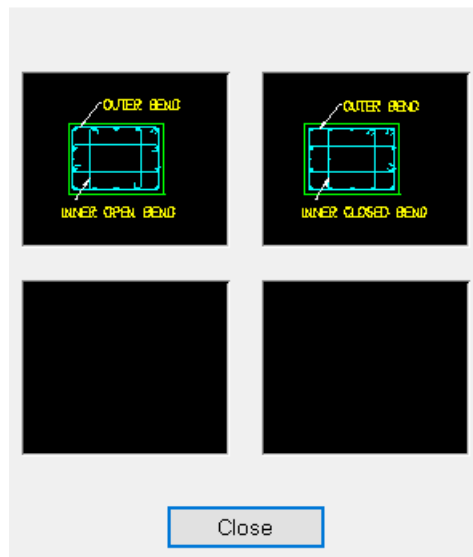 OUTER BEND
INNER OPEN BEND
OUTER BEND
INNER CLOSED BEND
Close